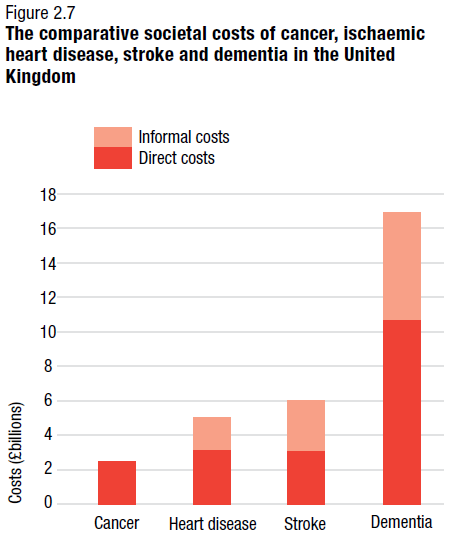 Figure 2.7
The comparative societal costs of cancer, ischaemic
heart disease, stroke and dementia in the United
Kingdom
Informal costs
Direct costs
18
16
14
12
10
8
6
4
2
0
Costs (£billions)
Cancer
Heart disease
Stroke
Dementia